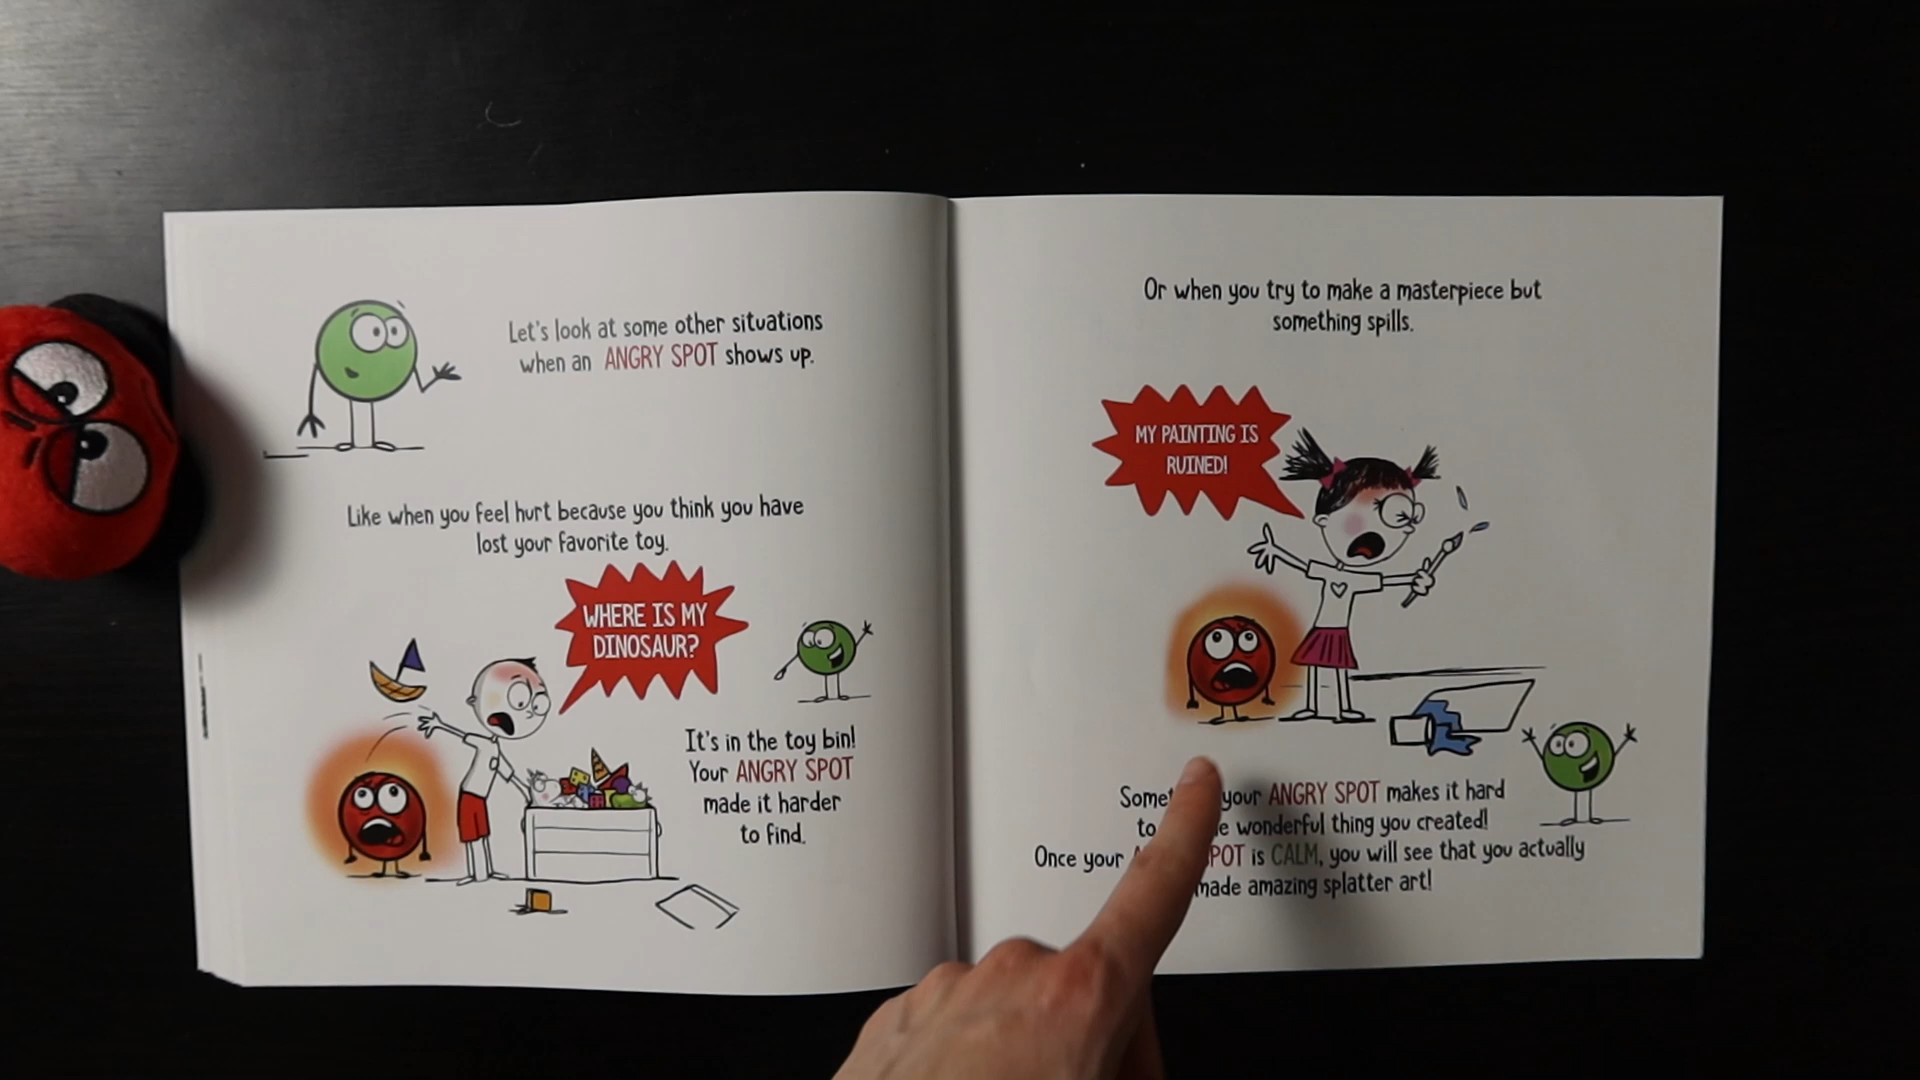 Let's look at some other situations
when an ANGRY SPOT shows up.
Like when you feel hurt because you think you have
lost your favorite toy.
WHERE IS MY
DINOSAUR?
It's in the toy bin!
Your ANGRY SPOT
made it harder
to find.
Or when you try to make a masterpiece but
something spills.
MY PAINTING IS
RUINED!
your ANGRY SPOT makes it hard
to wonderful thing you created!
Once your is CALM, you will see that you actually
made amazing splatter art!